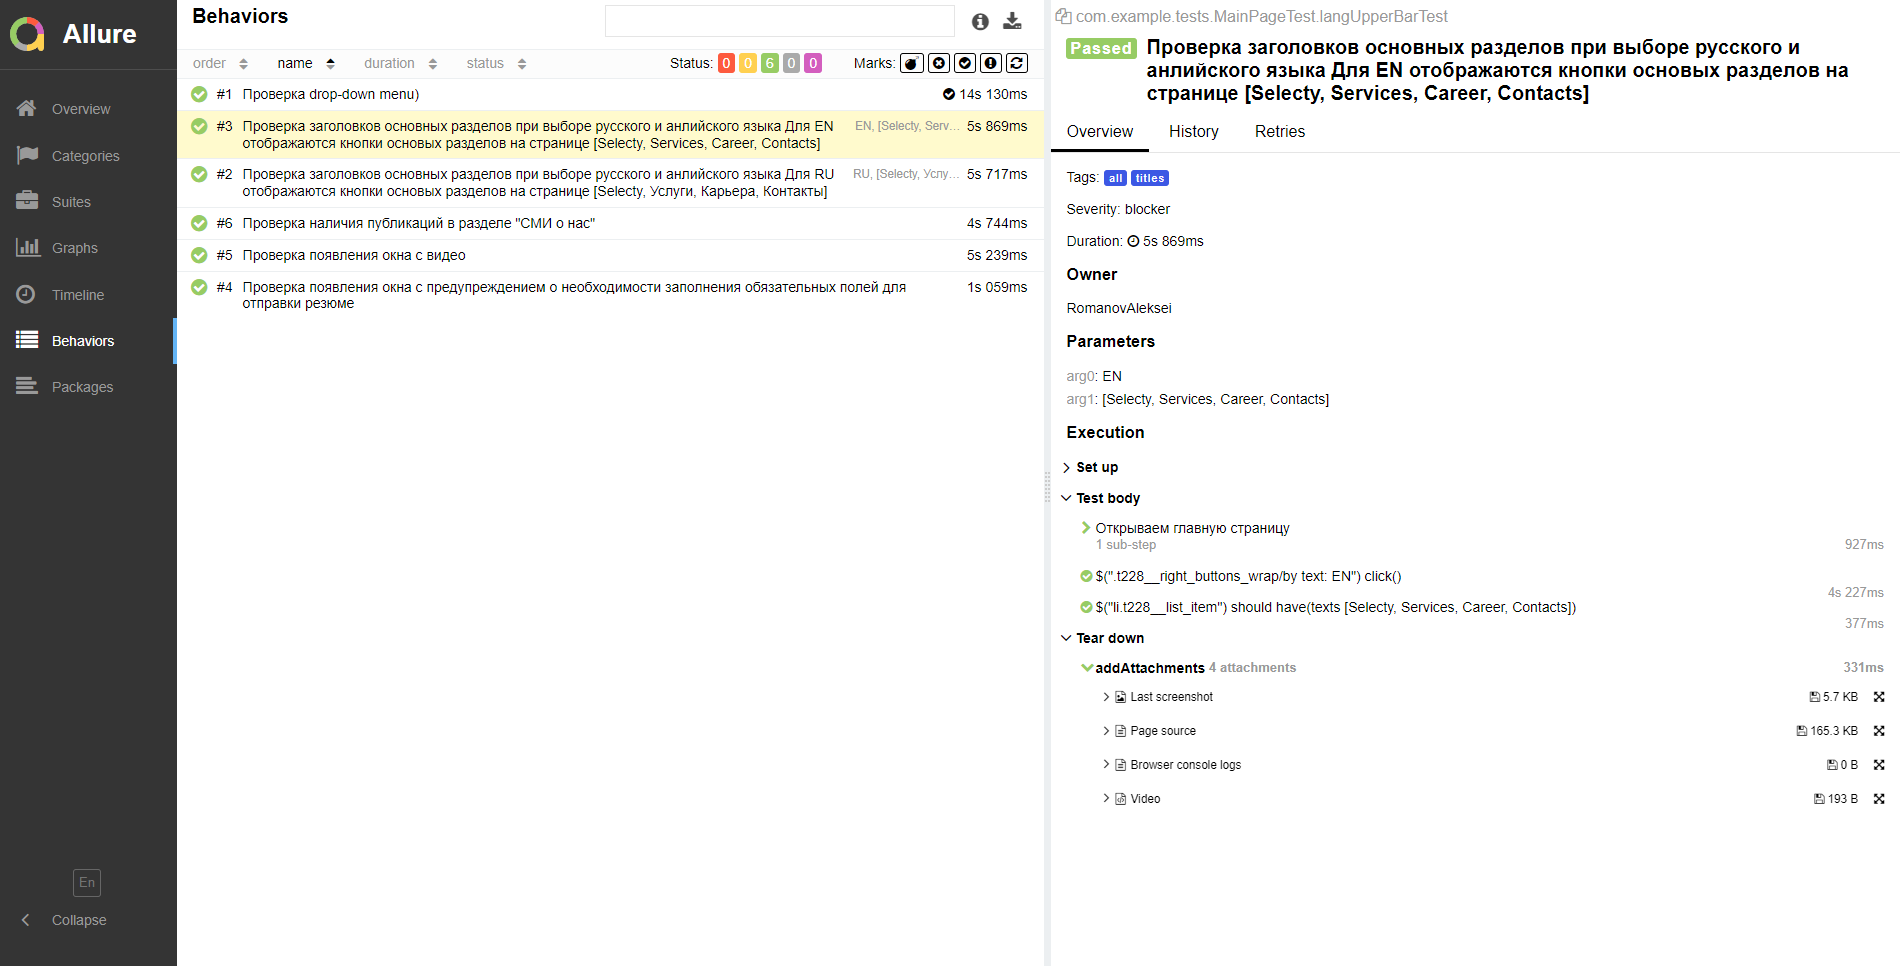 Allure
Overview
Categories
Suites
Graphs
Timeline
Behaviors
Packages
En
Collapse
Behaviors
order name duration status Status: 0 0 6 0 0 Marks:
#1 Проверка drop-down menu) 14s 130ms
#3 Проверка заголовков основных разделов при выборе русского и анлийского языка Для EN EN, [Selecty, Serv... 5s 869ms
отображаются кнопки основых разделов на странице [Selecty, Services, Career, Contacts]
#2 Проверка заголовков основных разделов при выборе русского и анлийского языка Для RU RU, [Selecty, Услу... 5s 717ms
отображаются кнопки основых разделов на странице [Selecty, Услуги, Карьера, Контакты]
#6 Проверка наличия публикаций в разделе "СМИ о нас" 4s 744ms
#5 Проверка появления окна с видео 5s 239ms
#4 Проверка появления окна с предупреждением о необходимости заполнения обязательных полей для 1s 059ms
отправки резюме
com.example.tests.MainPageTest.langUpperBarTest
Passed Проверка заголовков основных разделов при выборе русского и
анлийского языка Для EN отображаются кнопки основых разделов на
странице [Selecty, Services, Career, Contacts]
Overview History Retries
Tags: all titles
Severity: blocker
Duration: 5s 869ms
Owner
RomanovAleksei
Parameters
arg0: EN
arg1: [Selecty, Services, Career, Contacts]
Execution
Set up
Test body
Открываем главную страницу
1 sub-step 927ms
$(".t228__right_buttons_wrap/by text: EN") click()
4s 227ms
$("li.t228__list_item") should have(texts [Selecty, Services, Career, Contacts])
377ms
Tear down
addAttachments 4 attachments 331ms
Last screenshot 5.7 KB
Page source 165.3 KB
Browser console logs 0 B
Video 193 B